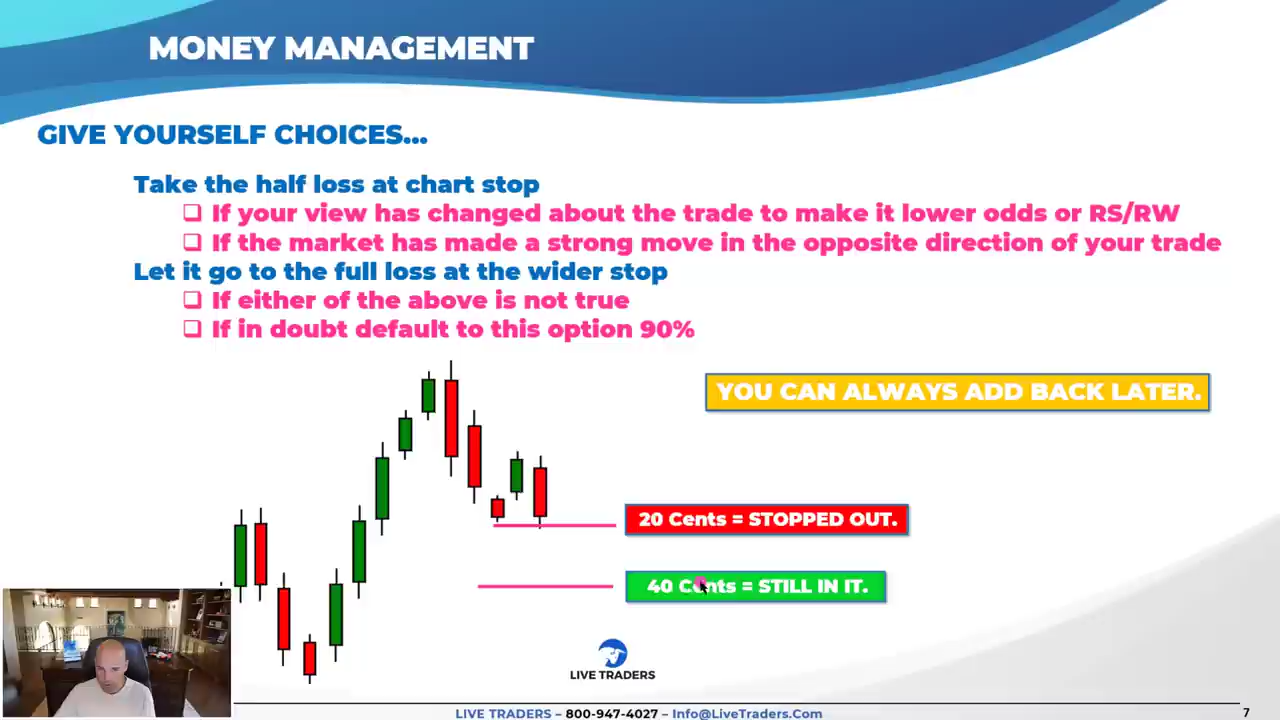 MONEY MANAGEMENT
GIVE YOURSELF CHOICES...
Take the half loss at chart stop
❑ If your view has changed about the trade to make it lower odds or RS/RW
❑ If the market has made a strong move in the opposite direction of your trade
Let it go to the full loss at the wider stop
❑ If either of the above is not true
❑ If in doubt default to this option 90%
YOU CAN ALWAYS ADD BACK LATER.
20 Cents = STOPPED OUT.
40 Cents = STILL IN IT.
LIVE TRADERS
LIVE TRADERS – 800-947-4027 – Info@LiveTraders.Com
7